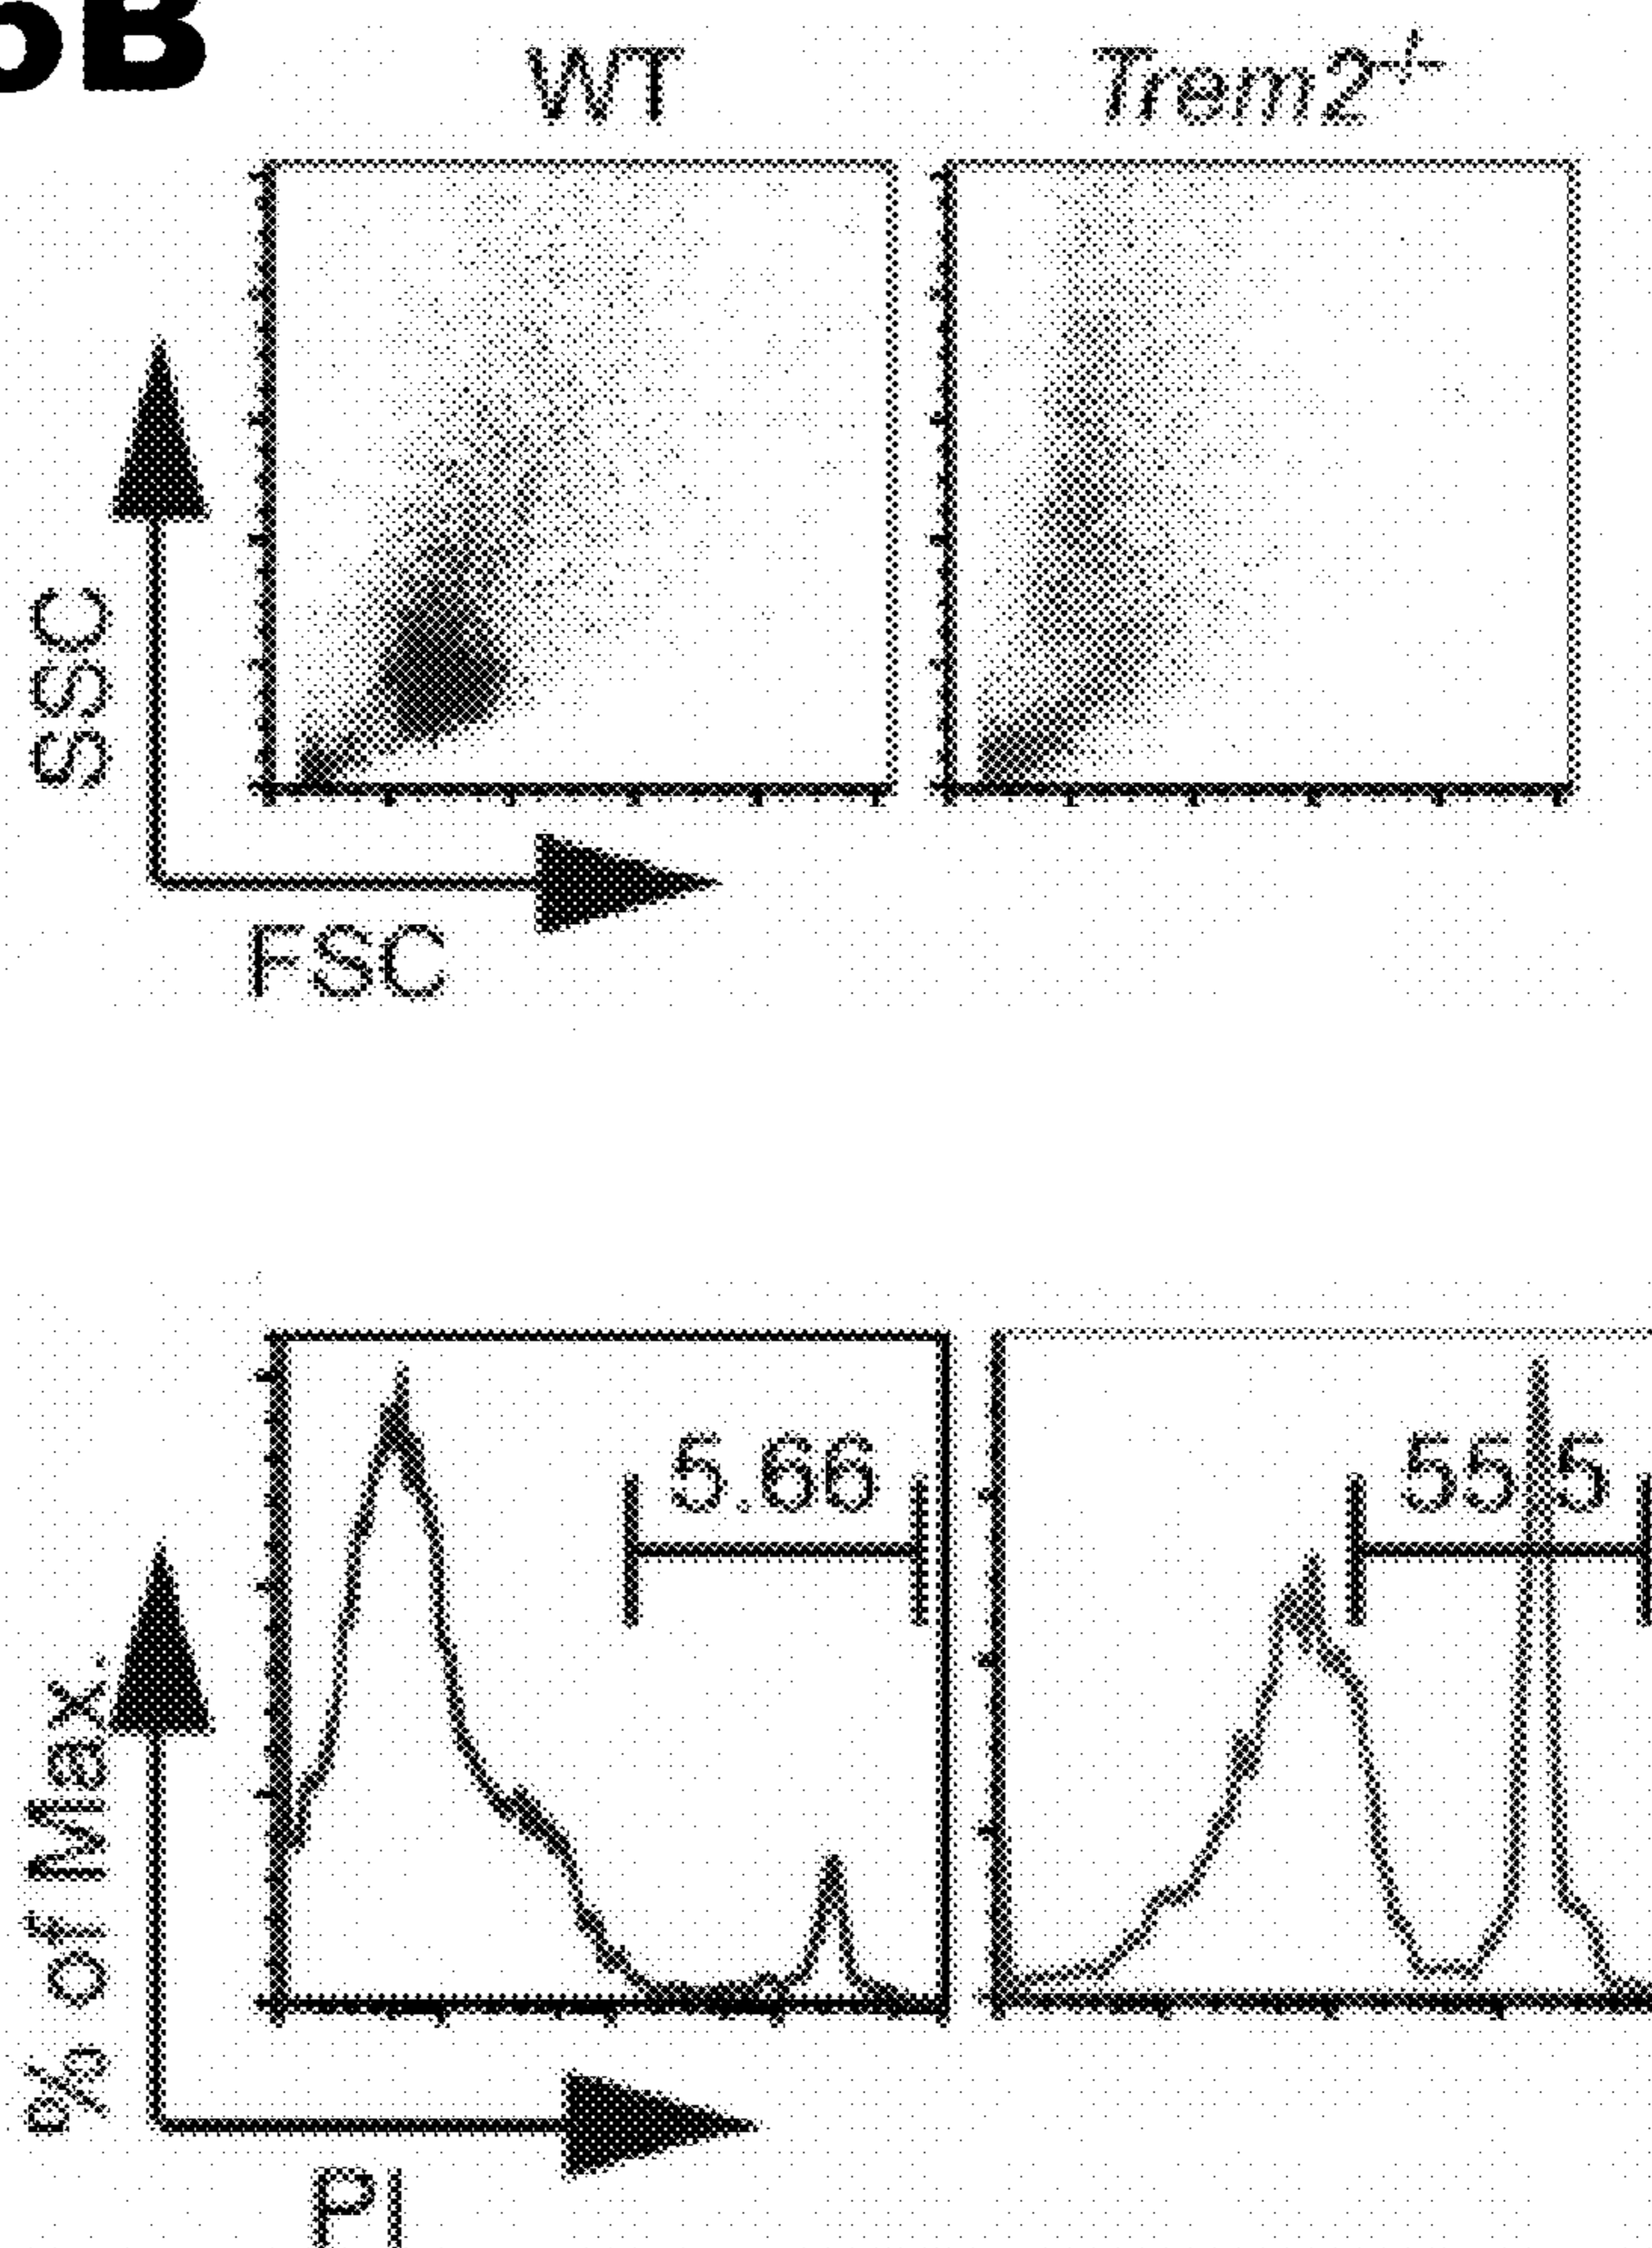 WT
Trem2-/-
SSC
FSC
5.66
55.5
% of Max.
PI